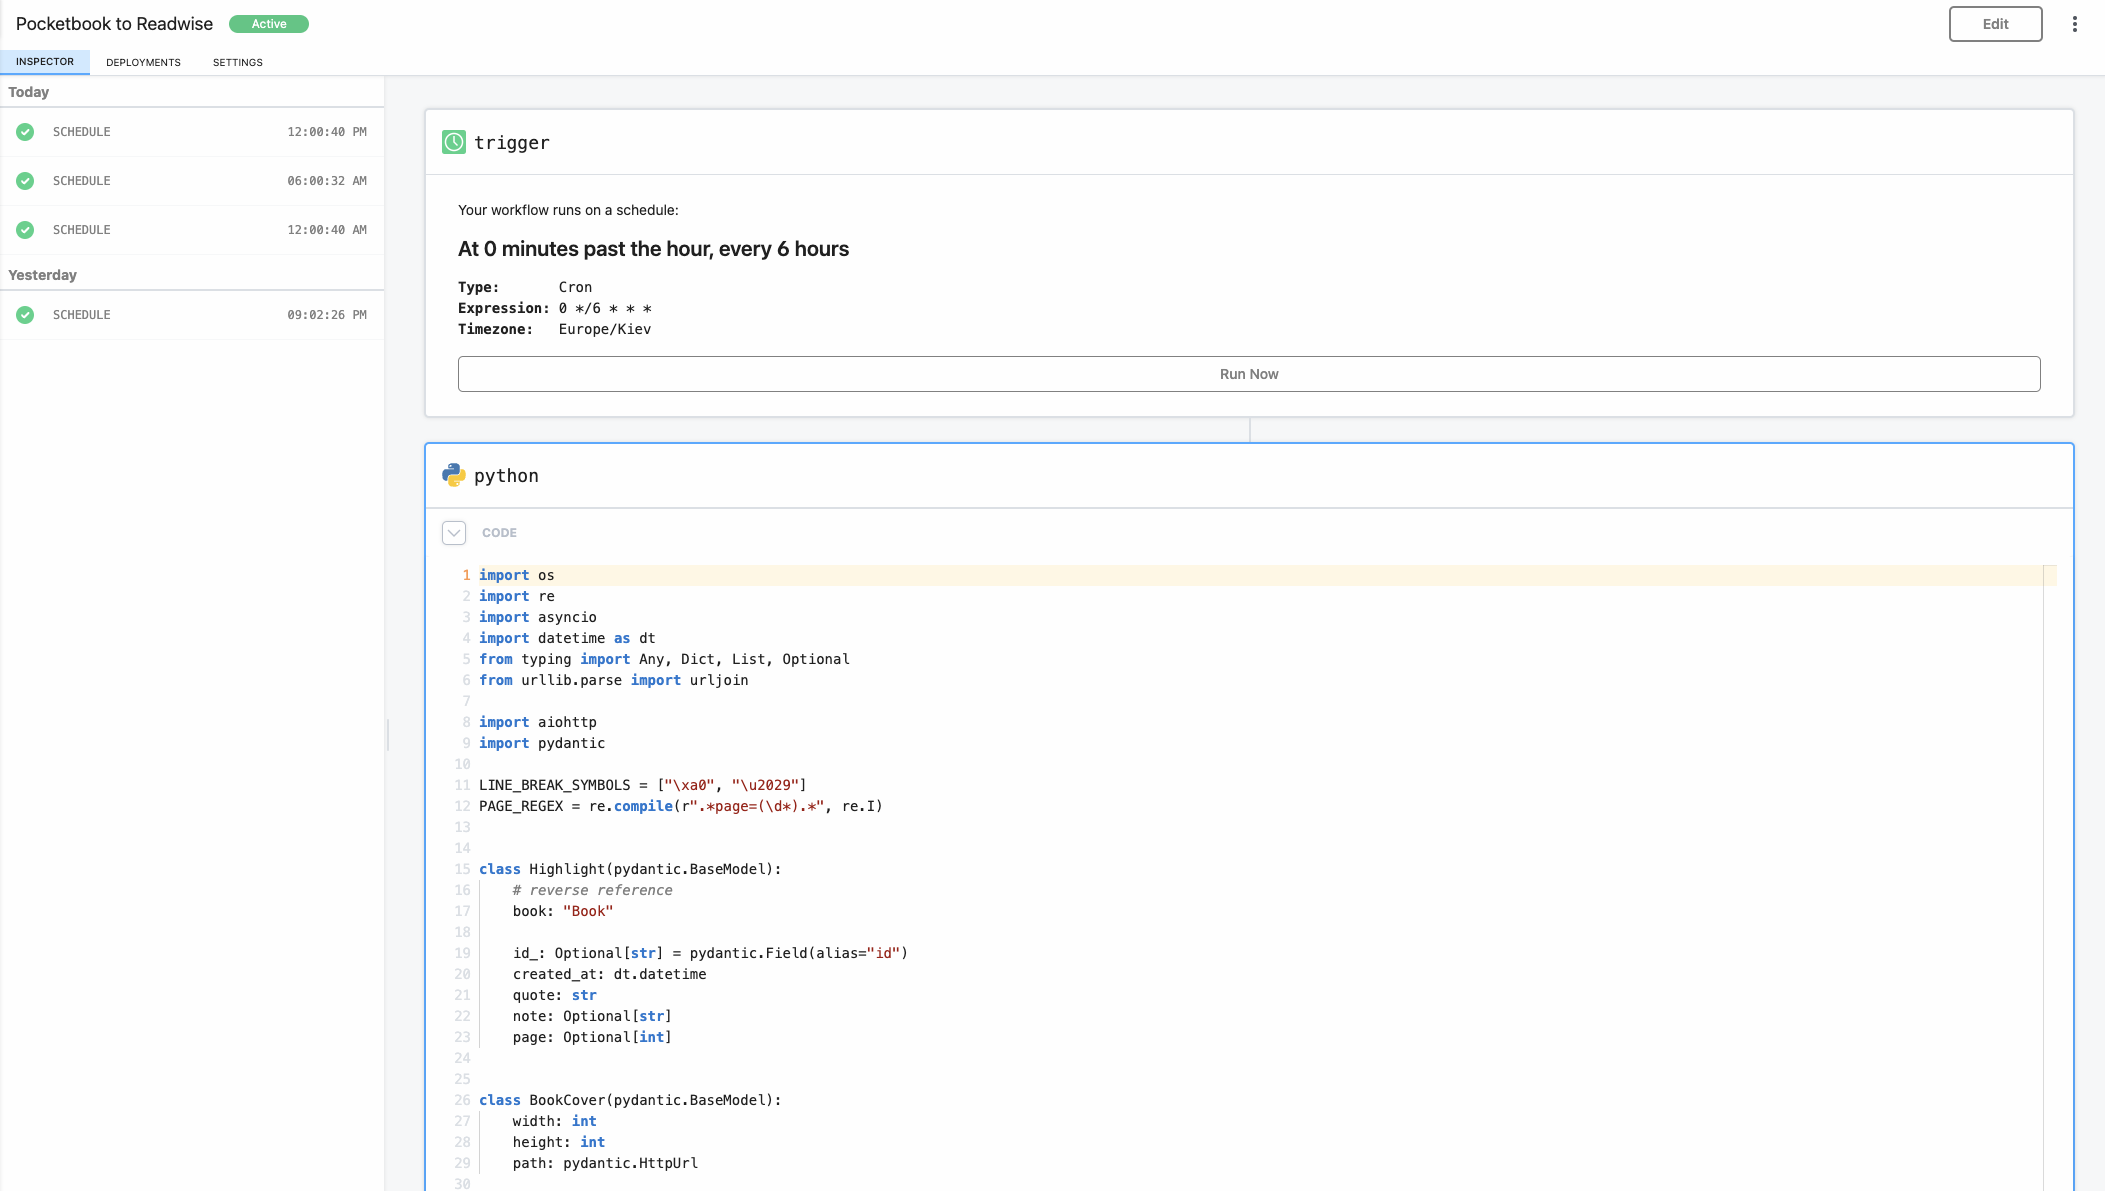 Pocketbook to Readwise Active Edit
INSPECTOR DEPLOYMENTS SETTINGS
Today
SCHEDULE 12:00:40 PM
SCHEDULE 06:00:32 AM
SCHEDULE 12:00:40 AM
Yesterday
SCHEDULE 09:02:26 PM
trigger
Your workflow runs on a schedule:
At 0 minutes past the hour, every 6 hours
Type: Cron
Expression: 0 */6 * * *
Timezone: Europe/Kiev
Run Now
python
CODE
1 import os
2 import re
3 import asyncio
4 import datetime as dt
5 from typing import Any, Dict, List, Optional
6 from urllib.parse import urljoin
7
8 import aiohttp
9 import pydantic
10
11 LINE_BREAK_SYMBOLS = ["\xa0", "\u2029"]
12 PAGE_REGEX = re.compile(r".*page=(\d*).*", re.I)
13
14
15 class Highlight(pydantic.BaseModel):
16     # reverse reference
17     book: "Book"
18
19     id_: Optional[str] = pydantic.Field(alias="id")
20     created_at: dt.datetime
21     quote: str
22     note: Optional[str]
23     page: Optional[int]
24
25
26 class BookCover(pydantic.BaseModel):
27     width: int
28     height: int
29     path: pydantic.HttpUrl
30